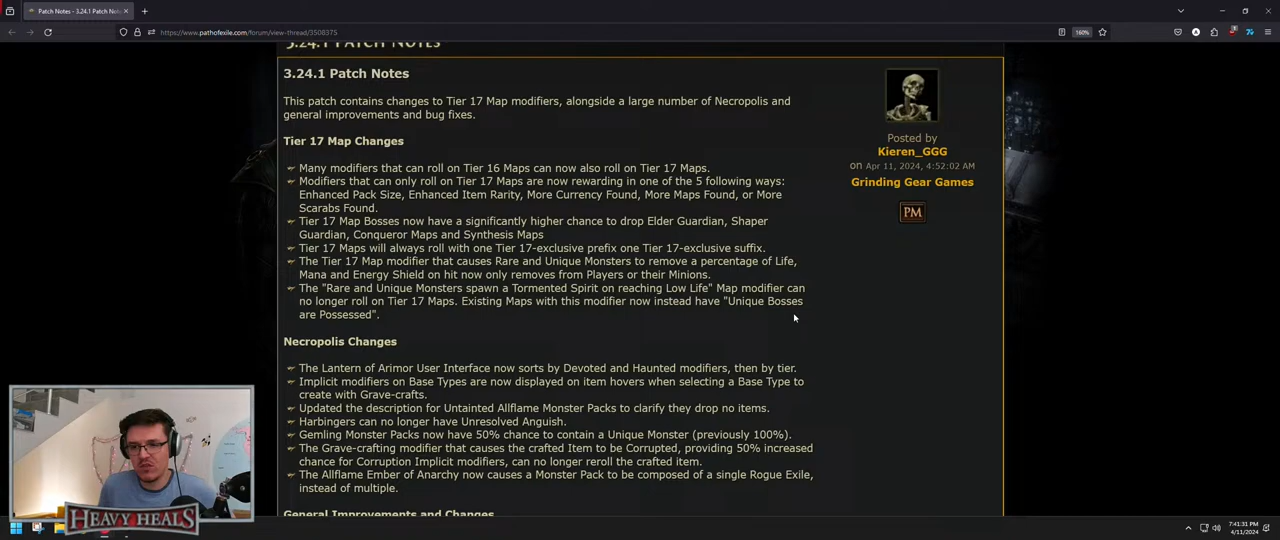 Patch Notes - 3.24.1 Patch Note
https://www.pathofexile.com/forum/view-thread/3508375
160%
3.24.1 PATCH NOTES
3.24.1 Patch Notes
This patch contains changes to Tier 17 Map modifiers, alongside a large number of Necropolis and
general improvements and bug fixes.
Posted by
Kieren_GGG
on Apr 11, 2024, 4:52:02 AM
Grinding Gear Games
PM
Tier 17 Map Changes
Many modifiers that can roll on Tier 16 Maps can now also roll on Tier 17 Maps.
Modifiers that can only roll on Tier 17 Maps are now rewarding in one of the 5 following ways:
Enhanced Pack Size, Enhanced Item Rarity, More Currency Found, More Maps Found, or More
Scarabs Found.
Tier 17 Map Bosses now have a significantly higher chance to drop Elder Guardian, Shaper
Guardian, Conqueror Maps and Synthesis Maps
Tier 17 Maps will always roll with one Tier 17-exclusive prefix one Tier 17-exclusive suffix.
The Tier 17 Map modifier that causes Rare and Unique Monsters to remove a percentage of Life,
Mana and Energy Shield on hit now only removes from Players or their Minions.
The "Rare and Unique Monsters spawn a Tormented Spirit on reaching Low Life" Map modifier can
no longer roll on Tier 17 Maps. Existing Maps with this modifier now instead have "Unique Bosses
are Possessed".
Necropolis Changes
The Lantern of Arimor User Interface now sorts by Devoted and Haunted modifiers, then by tier.
Implicit modifiers on Base Types are now displayed on item hovers when selecting a Base Type to
create with Grave-crafts.
Updated the description for Untainted Allflame Monster Packs to clarify they drop no items.
Harbingers can no longer have Unresolved Anguish.
Gemling Monster Packs now have 50% chance to contain a Unique Monster (previously 100%).
The Grave-crafting modifier that causes the crafted Item to be Corrupted, providing 50% increased
chance for Corruption Implicit modifiers, can no longer reroll the crafted item.
The Allflame Ember of Anarchy now causes a Monster Pack to be composed of a single Rogue Exile,
instead of multiple.
General Improvements and Changes
HEAVY HEALS
7:41:31 PM
4/11/2024